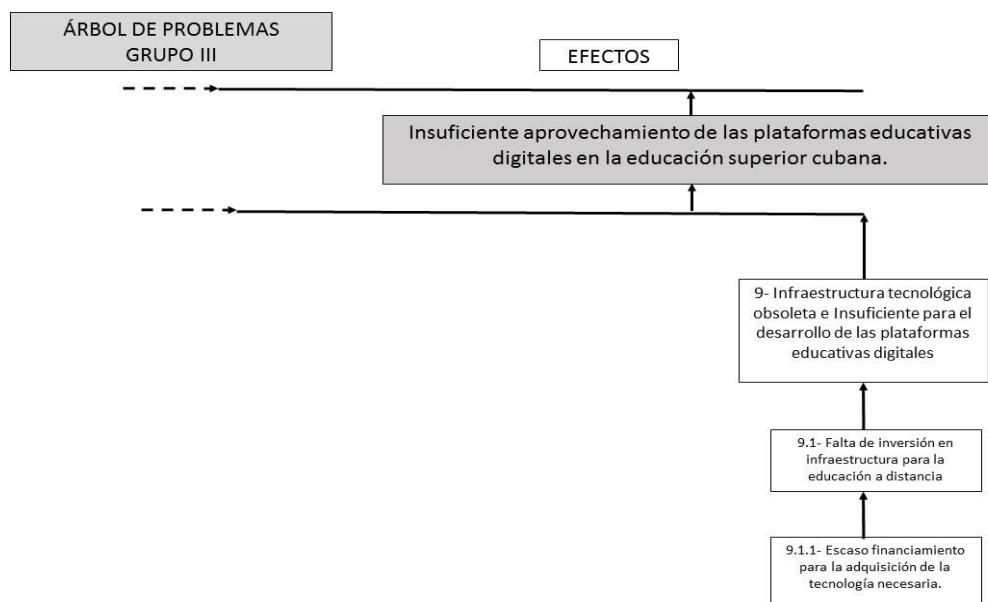 ÁRBOL DE PROBLEMAS
GRUPO III
EFECTOS
Insuficiente aprovechamiento de las plataformas educativas
digitales en la educación superior cubana.
9- Infraestructura tecnológica
obsoleta e Insuficiente para el
desarrollo de las plataformas
educativas digitales
9.1- Falta de inversión en
infraestructura para la
educación a distancia
9.1.1- Escaso financiamiento
para la adquisición de la
tecnología necesaria.